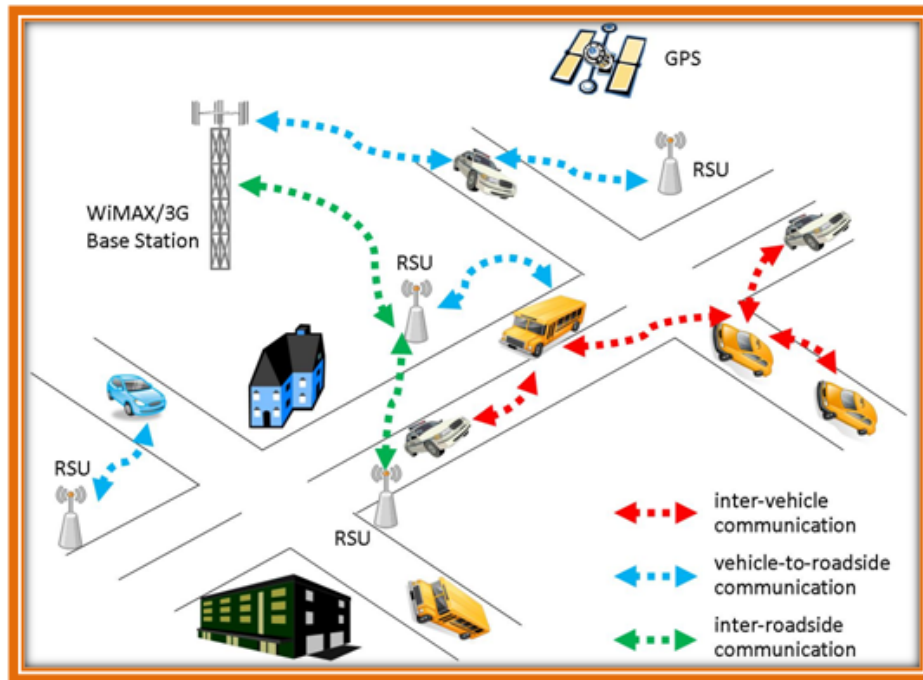 GPS
RSU
WiMAX/3G
Base Station
RSU
RSU
RSU
inter-vehicle
communication
vehicle-to-roadside
communication
inter-roadside
communication